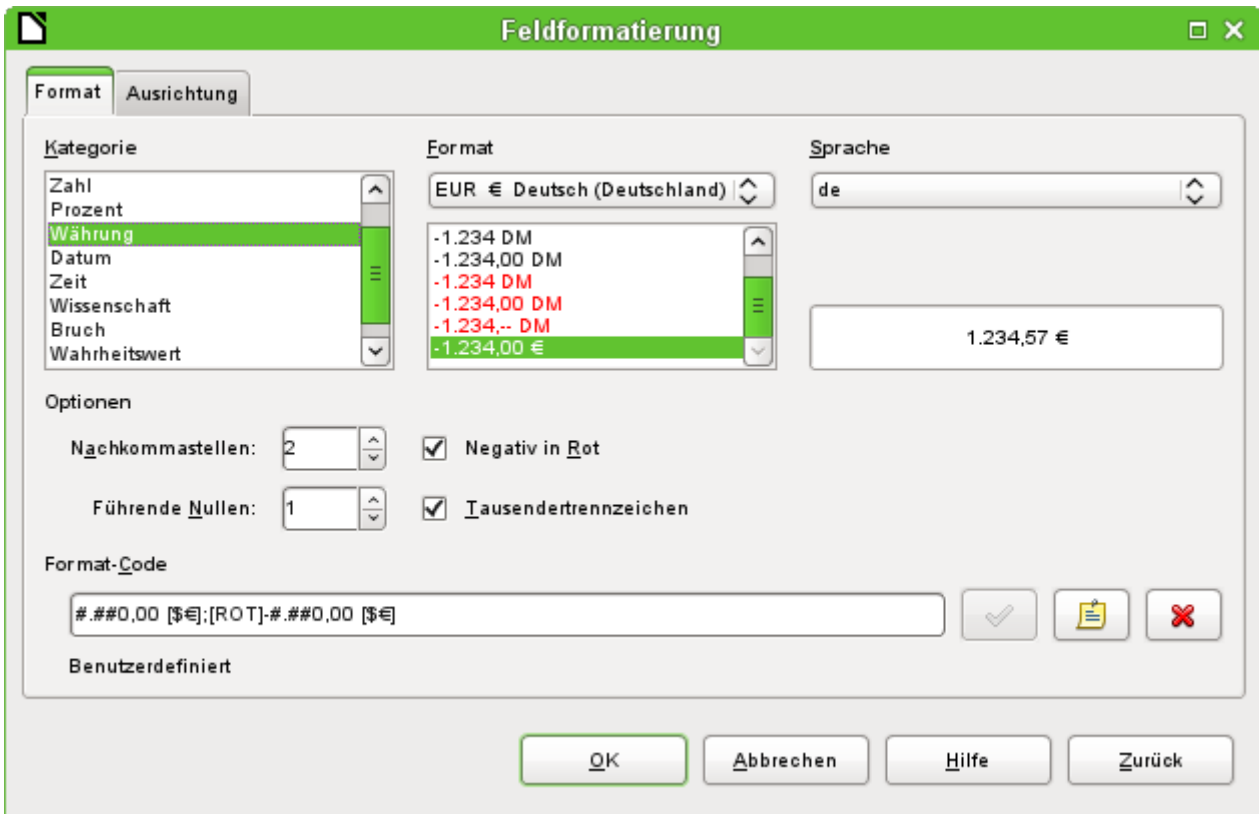 Feldformatierung
Format
Ausrichtung
Kategorie
Format
Sprache
Zahl
Prozent
Währung
Datum
Zeit
Wissenschaft
Bruch
Wahrheitswert
EUR € Deutsch (Deutschland)
-1.234 DM
-1.234,00 DM
-1.234 DM
-1.234,00 DM
-1.234,-- DM
-1.234,00 €
de
1.234,57 €
Optionen
Nachkommastellen: 2
Negativ in Rot
Führende Nullen: 1
Tausendertrennzeichen
Format-Code
#.##0,00 [$€];[ROT]-#.##0,00 [$€]
Benutzerdefiniert
OK
Abbrechen
Hilfe
Zurück